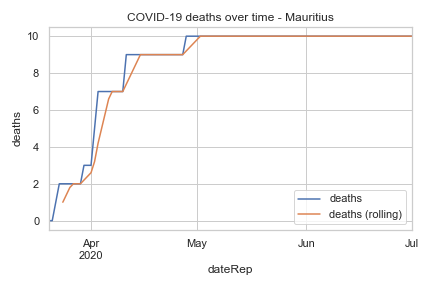 COVID-19 deaths over time - Mauritius
10
8
6
4
2
0
deaths
deaths
deaths (rolling)
Apr
2020
May
Jun
Jul
dateRep